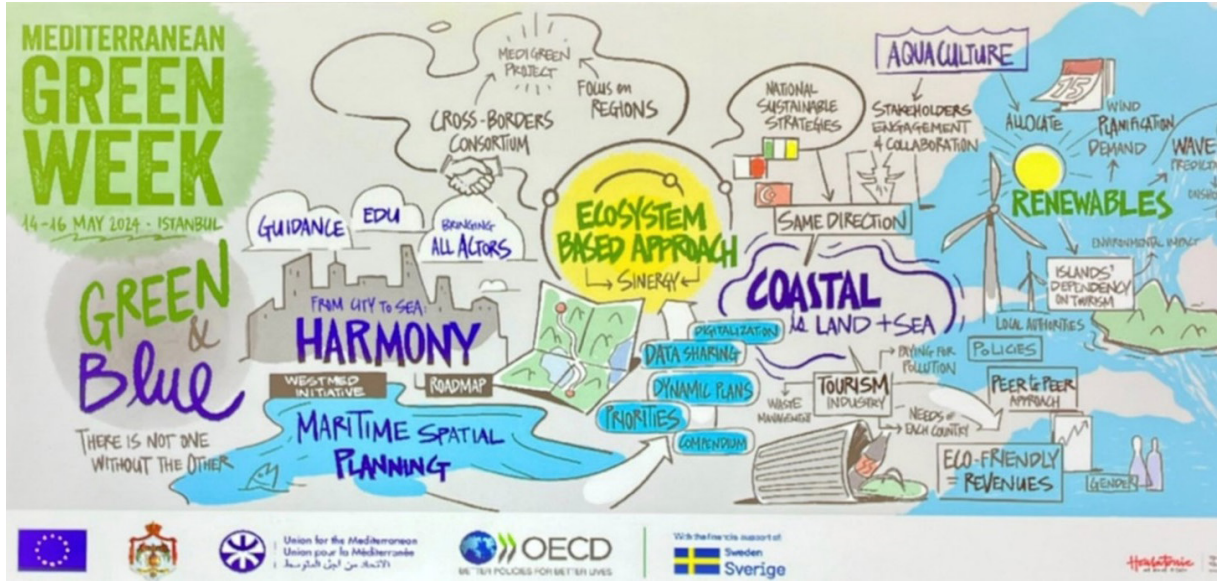 MEDITERRANEAN
GREEN
WEEK
14-16 MAY 2024 - ISTANBUL
GREEN
&
Blue
THERE IS NOT ONE
WITHOUT THE OTHER
MEDIGREEN
PROJECT
FOCUS ON
REGIONS
CROSS-BORDERS
CONSORTIUM
GUIDANCE
EDU
BRINGING
ALL ACTORS
FROM CITY TO SEA:
HARMONY
WESTMED
INITIATIVE
ROADMAP
MARITIME SPATIAL
PLANNING
ECOSYSTEM
BASED APPROACH
SINERGY
DIGITALIZATION
DATA SHARING
DYNAMIC PLANS
PRIORITIES
COMPENDIUM
NATIONAL
SUSTAINABLE
STRATEGIES
AQUACULTURE
STAKEHOLDERS
ENGAGEMENT
& COLLABORATION
SAME DIRECTION
COASTAL
is LAND + SEA
ALLOCATE
15
WIND
PLANIFICATION
DEMAND
WAVE
RENEWABLES
ENVIRONMENTAL IMPACT
ISLANDS'
DEPENDENCY
ON TOURISM
LOCAL AUTHORITIES
POLICIES
PAYING FOR
POLLUTION
TOURISM
INDUSTRY
WASTE
MANAGEMENT
NEEDS OF
EACH COUNTRY
PEER to PEER
APPROACH
ECO-FRIENDLY
= REVENUES
GENDER
Union for the Mediterranean
Union pour la Méditerranée
الاتحاد من أجل المتوسط
OECD
BETTER POLICIES FOR BETTER LIVES
With the financial support of:
Sweden
Sverige